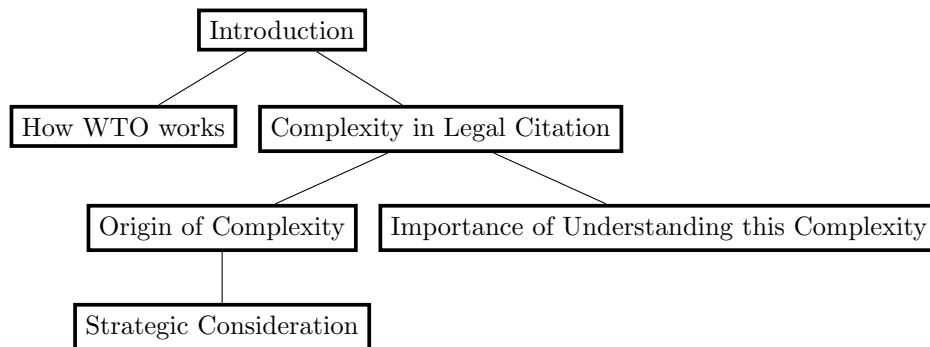 Introduction
How WTO works
Complexity in Legal Citation
Origin of Complexity
Importance of Understanding this Complexity
Strategic Consideration